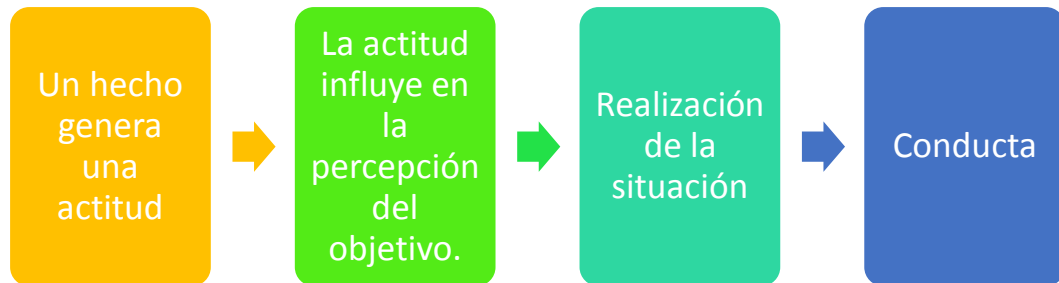 Un hecho
genera
una
actitud
La actitud
influye en
la
percepción
del
objetivo.
Realización
de la
situación
Conducta